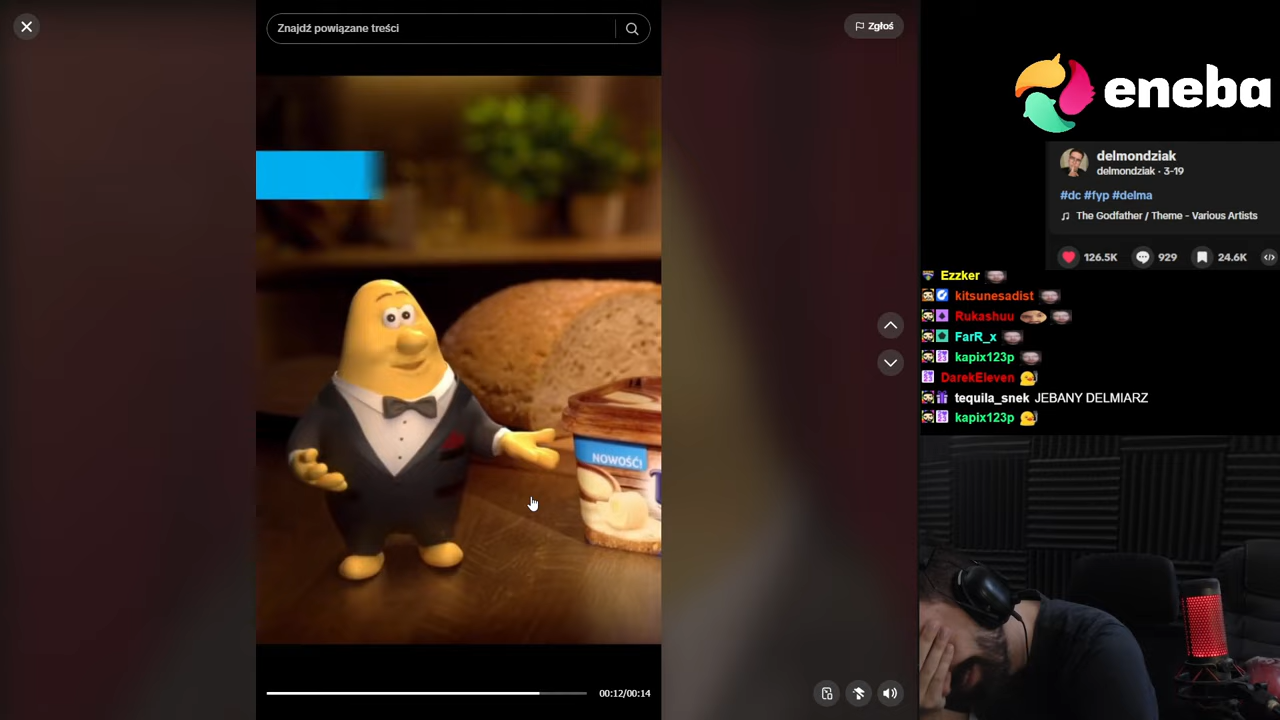 Znajdź powiązane treści
Zgłoś
NOWOŚĆ!
00:12/00:14
eneba
delmondziak
delmondziak · 3-19
#dc #fyp #delma
The Godfather / Theme - Various Artists
126.5K 929 24.6K
Ezzker
kitsunesadist
Rukashuu
FarR_x
kapix123p
DarekEleven
tequila_snek JEBANY DELMIARZ
kapix123p